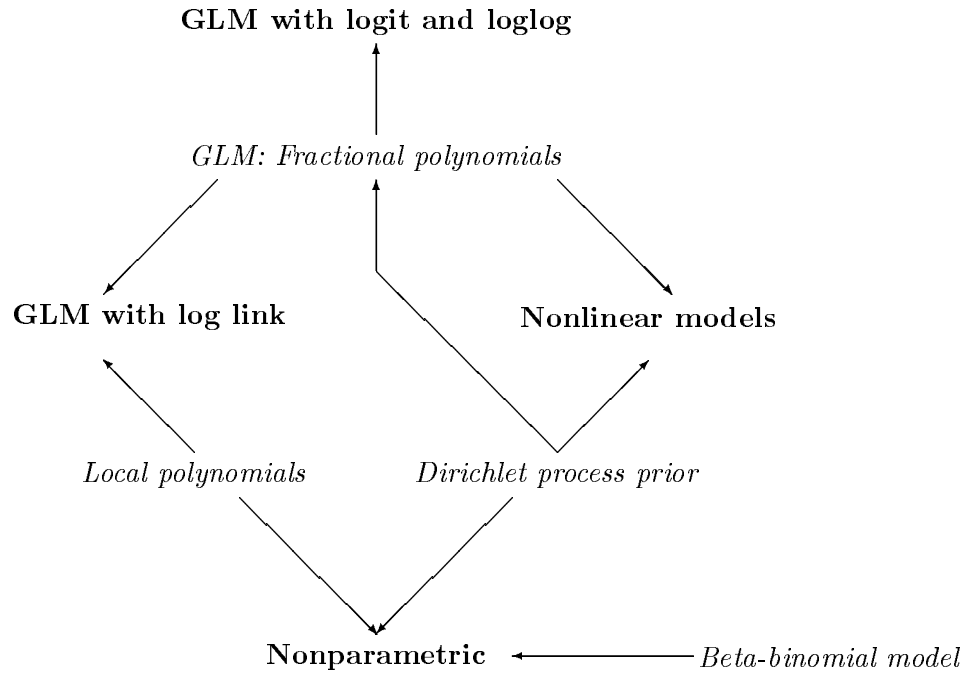 GLM with logit and loglog
GLM: Fractional polynomials
GLM with log link
Nonlinear models
Local polynomials
Dirichlet process prior
Nonparametric
Beta-binomial model